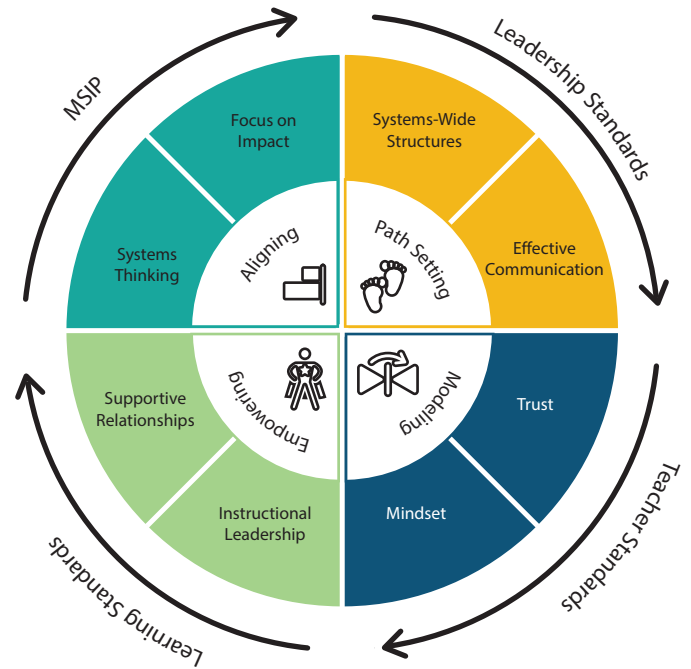 MSIP
Leadership Standards
Focus on
Impact
Systems-Wide
Structures
Systems
Thinking
Aligning
Path Setting
Effective
Communication
Supportive
Relationships
Empowering
Modeling
Trust
Instructional
Leadership
Mindset
Learning Standards
Teacher Standards